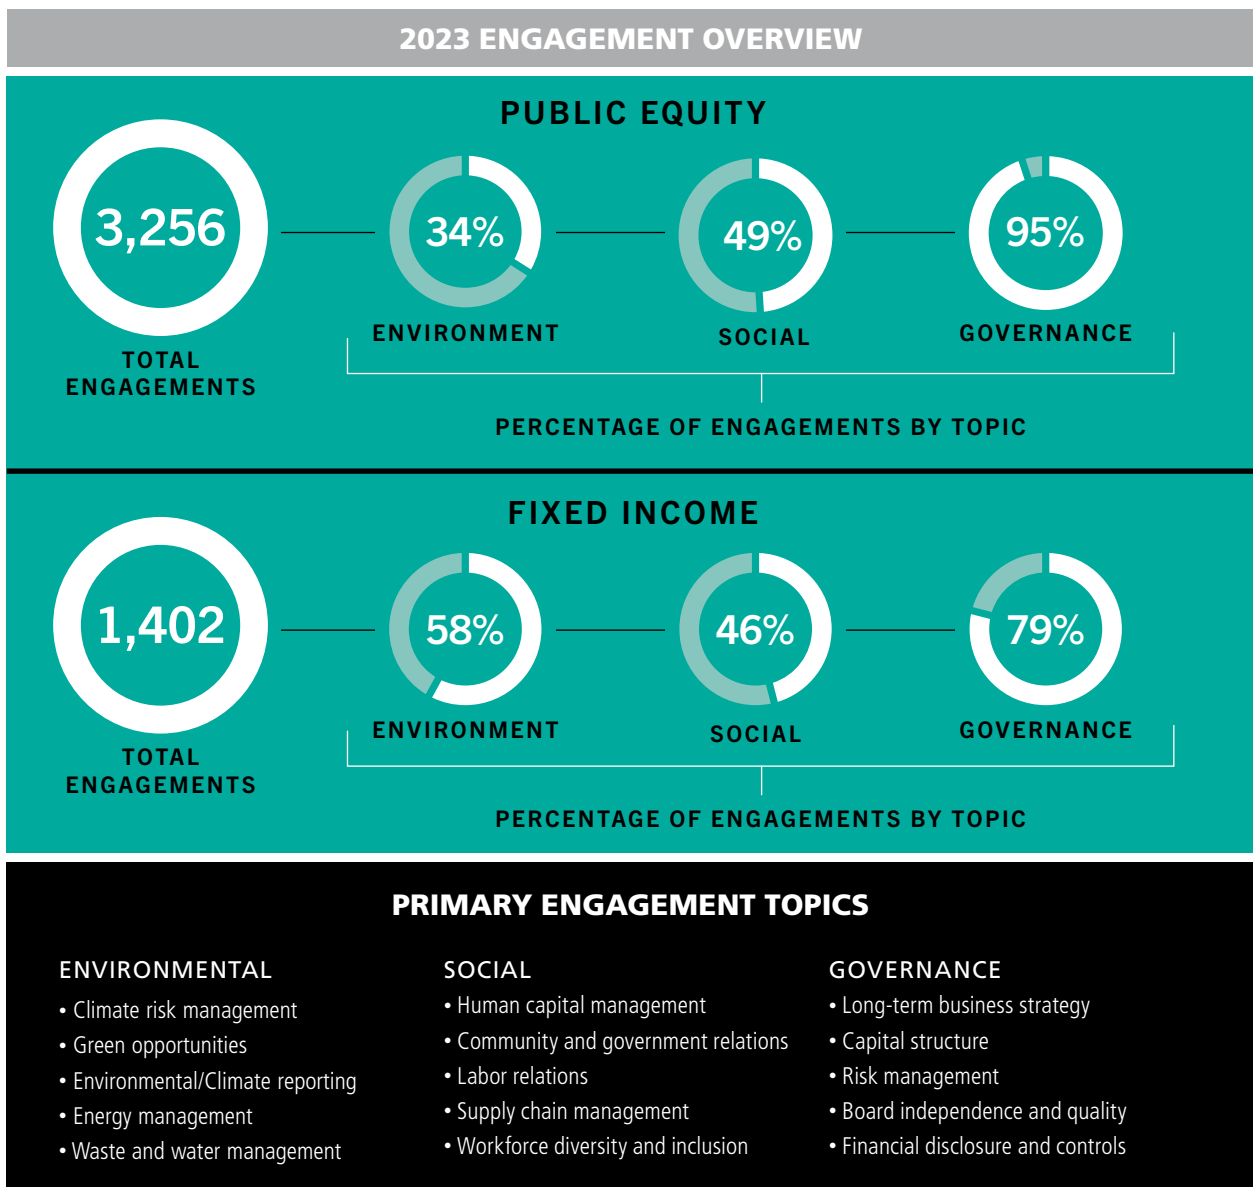 2023 ENGAGEMENT OVERVIEW
PUBLIC EQUITY
3,256
34%
49%
95%
TOTAL
ENGAGEMENTS
ENVIRONMENT
SOCIAL
GOVERNANCE
PERCENTAGE OF ENGAGEMENTS BY TOPIC
FIXED INCOME
1,402
58%
46%
79%
TOTAL
ENGAGEMENTS
ENVIRONMENT
SOCIAL
GOVERNANCE
PERCENTAGE OF ENGAGEMENTS BY TOPIC
PRIMARY ENGAGEMENT TOPICS
ENVIRONMENTAL
• Climate risk management
• Green opportunities
• Environmental/Climate reporting
• Energy management
• Waste and water management
SOCIAL
• Human capital management
• Community and government relations
• Labor relations
• Supply chain management
• Workforce diversity and inclusion
GOVERNANCE
• Long-term business strategy
• Capital structure
• Risk management
• Board independence and quality
• Financial disclosure and controls